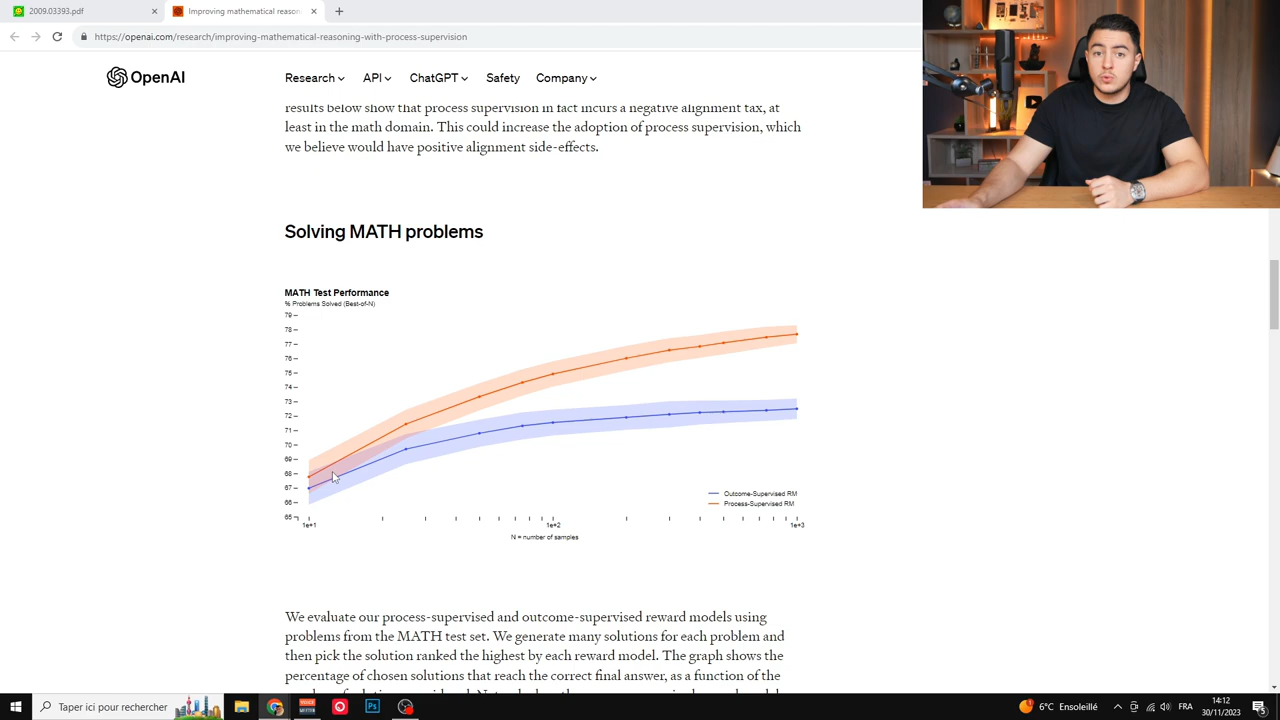 2009.03393.pdf
Improving mathematical reason
https://openai.com/research/improving-mathematical-reasoning-with-process-supervision
OpenAI
Research API ChatGPT Safety Company
results below show that process supervision in fact incurs a negative alignment tax, at
least in the math domain. This could increase the adoption of process supervision, which
we believe would have positive alignment side-effects.
Solving MATH problems
MATH Test Performance
% Problems Solved (Best-of-N)
79
78
77
76
75
74
73
72
71
70
69
68
67
66
65
1e+1 1e+2 1e+3
N = number of samples
Outcome-Supervised RM
Process-Supervised RM
We evaluate our process-supervised and outcome-supervised reward models using
problems from the MATH test set. We generate many solutions for each problem and
then pick the solution ranked the highest by each reward model. The graph shows the
percentage of chosen solutions that reach the correct final answer, as a function of the
Taper ici pour rechercher
Ps
6°C Ensoleillé
FRA
14:12
30/11/2023
5